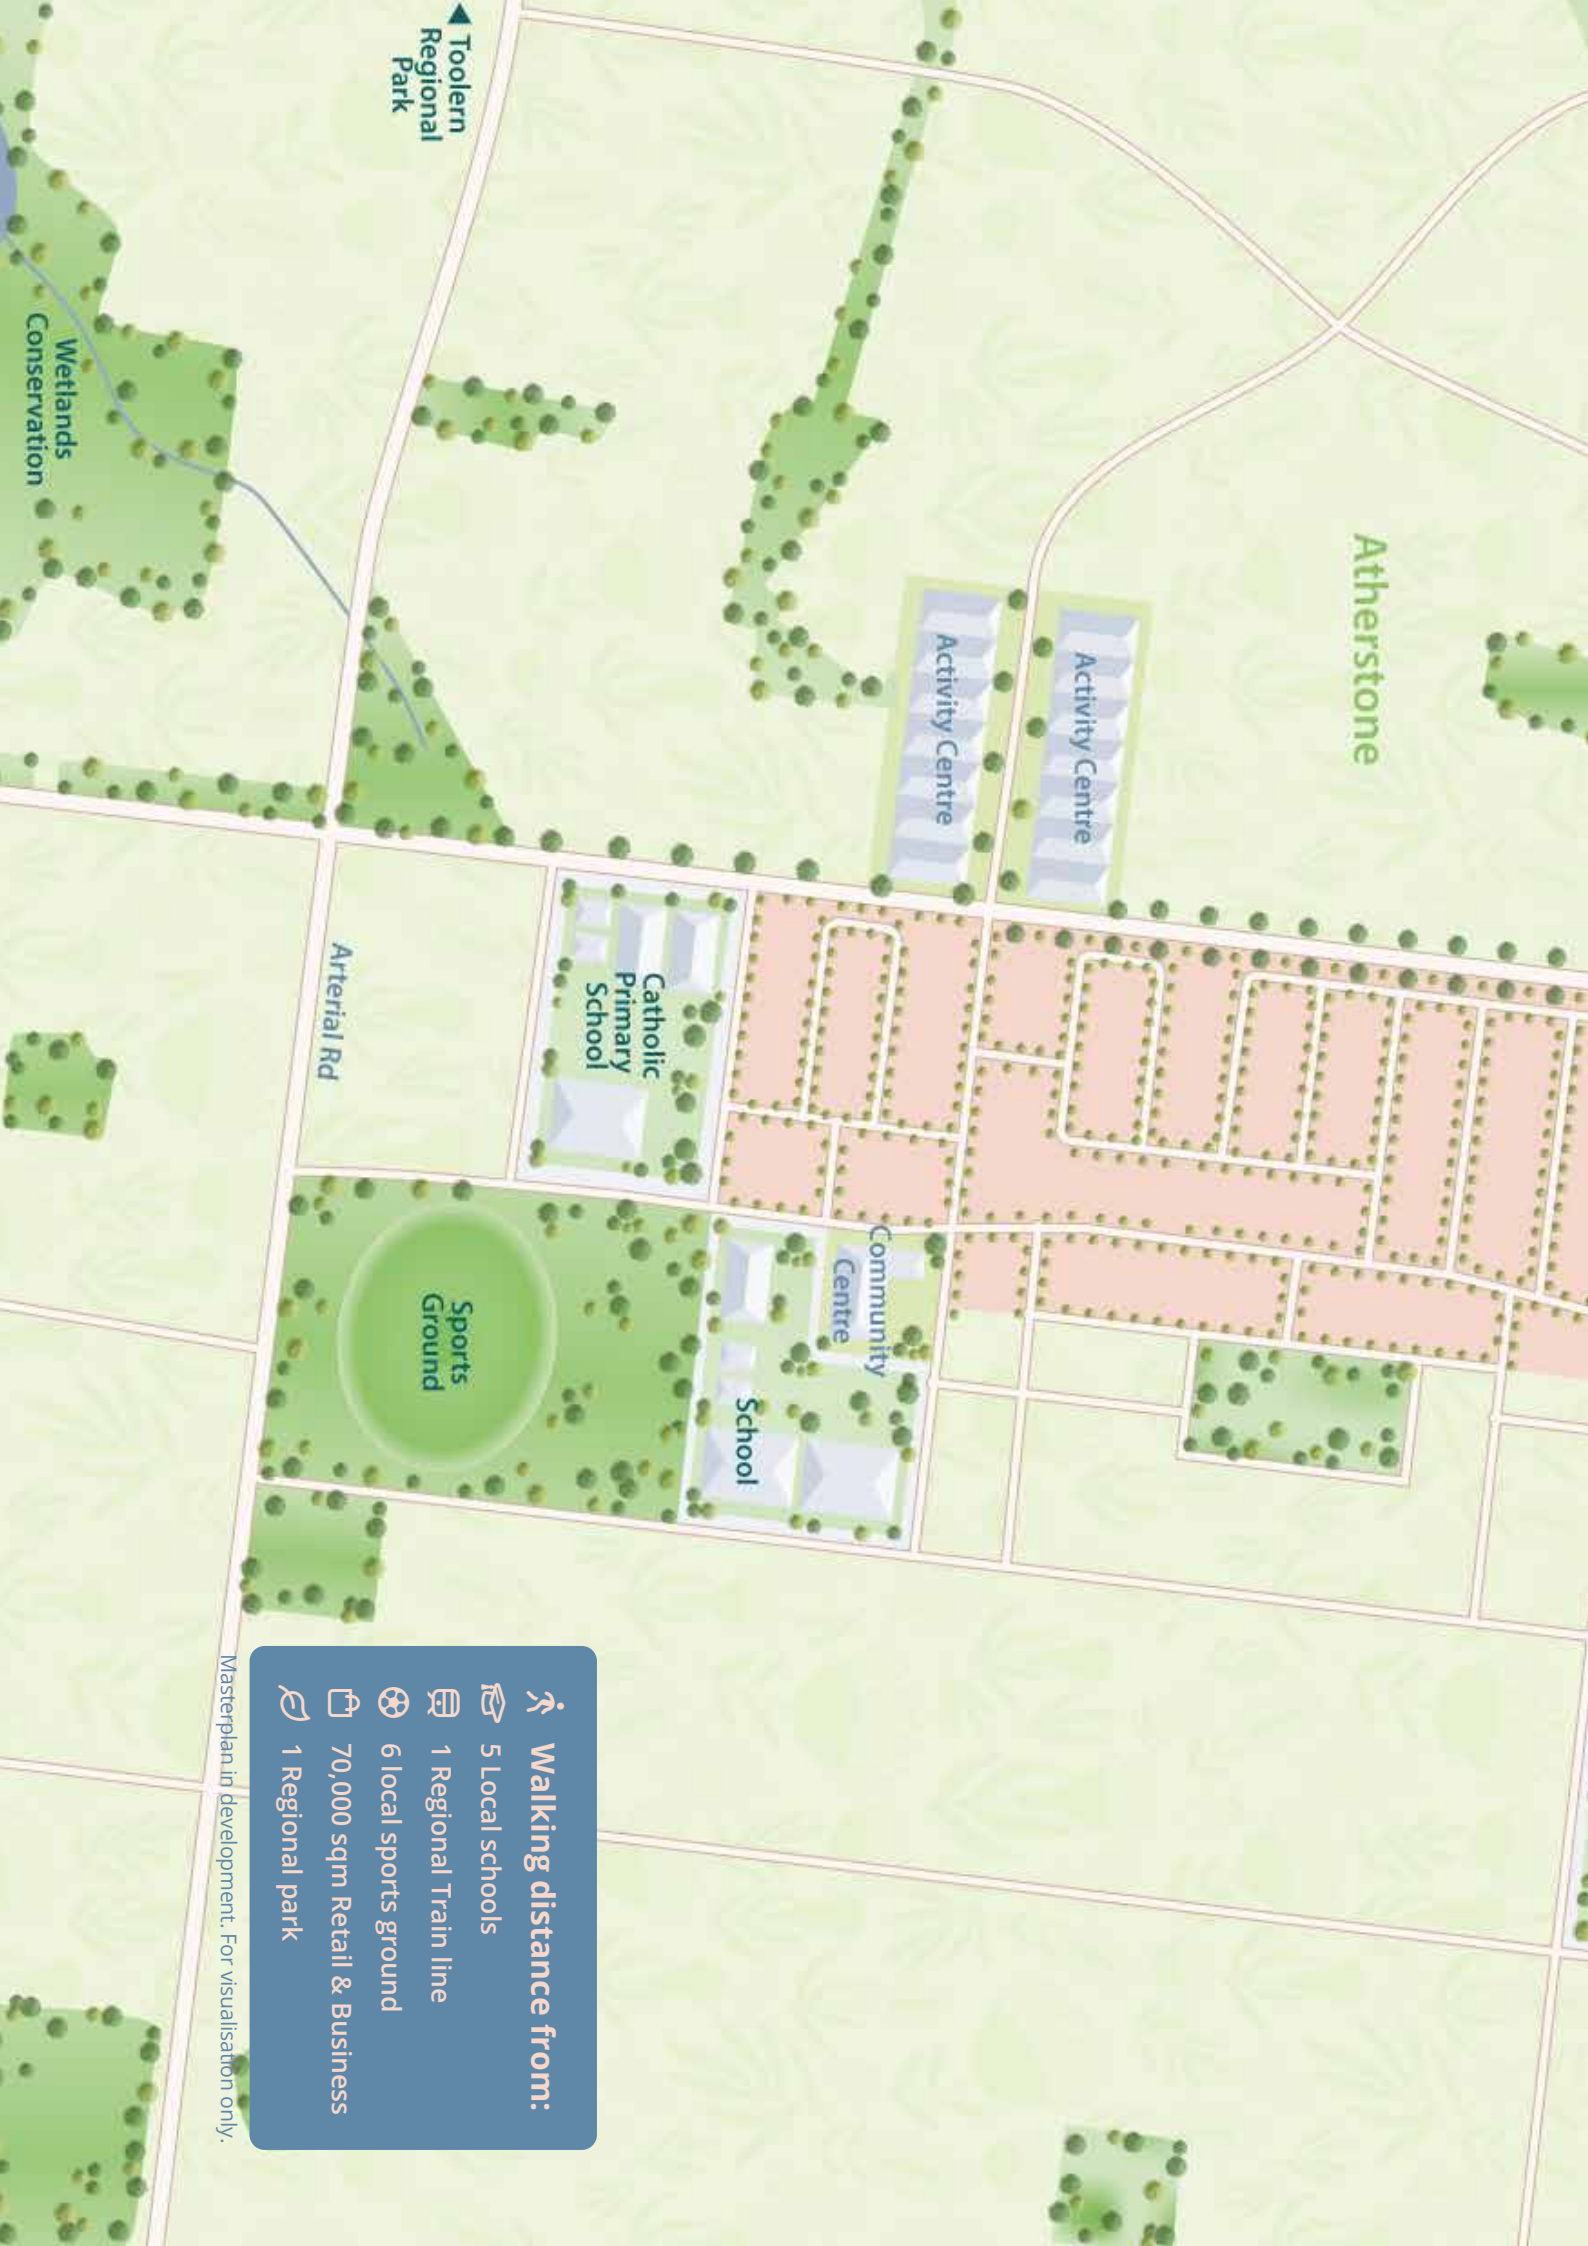 Atherstone
Activity Centre
Activity Centre
◀ Toolern
Regional
Park
Wetlands
Conservation
Arterial Rd
Catholic
Primary
School
Community
Centre
School
Sports
Ground
Walking distance from:
5 Local schools
1 Regional Train line
6 local sports ground
70,000 sqm Retail & Business
1 Regional park
Masterplan in development. For visualisation only.